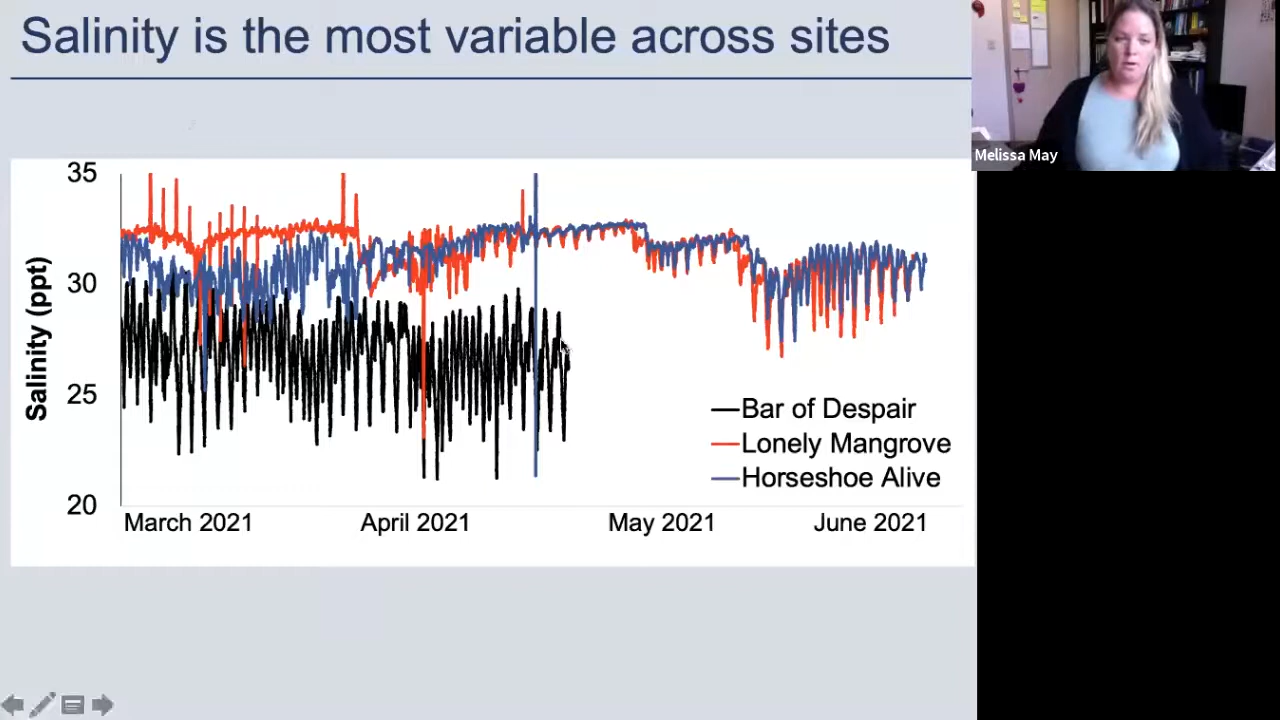 Salinity is the most variable across sites
Melissa May
35
30
25
20
Salinity (ppt)
March 2021
April 2021
May 2021
June 2021
Bar of Despair
Lonely Mangrove
Horseshoe Alive